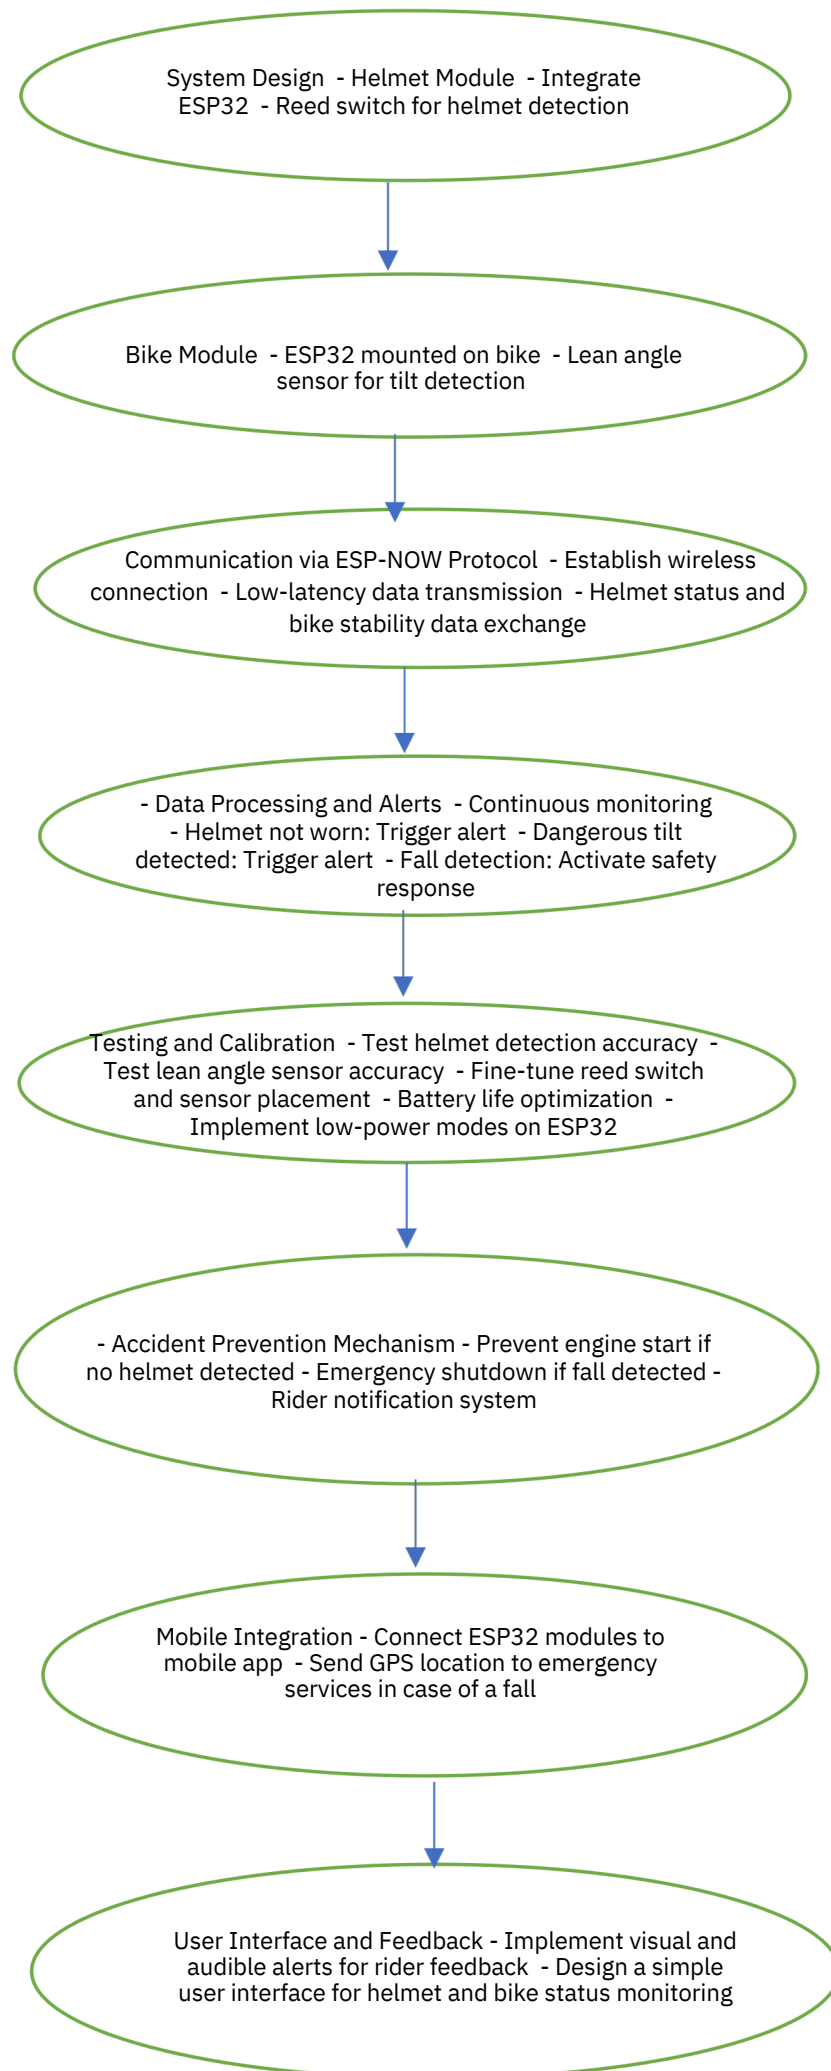 System Design  - Helmet Module  - Integrate
ESP32  - Reed switch for helmet detection
Bike Module  - ESP32 mounted on bike  - Lean angle
sensor for tilt detection
Communication via ESP-NOW Protocol  - Establish wireless
connection  - Low-latency data transmission  - Helmet status and
bike stability data exchange
- Data Processing and Alerts  - Continuous monitoring
- Helmet not worn: Trigger alert  - Dangerous tilt
detected: Trigger alert  - Fall detection: Activate safety
response
Testing and Calibration  - Test helmet detection accuracy  -
Test lean angle sensor accuracy  - Fine-tune reed switch
and sensor placement  - Battery life optimization  -
Implement low-power modes on ESP32
- Accident Prevention Mechanism - Prevent engine start if
no helmet detected - Emergency shutdown if fall detected -
Rider notification system
Mobile Integration - Connect ESP32 modules to
mobile app  - Send GPS location to emergency
services in case of a fall
User Interface and Feedback - Implement visual and
audible alerts for rider feedback  - Design a simple
user interface for helmet and bike status monitoring